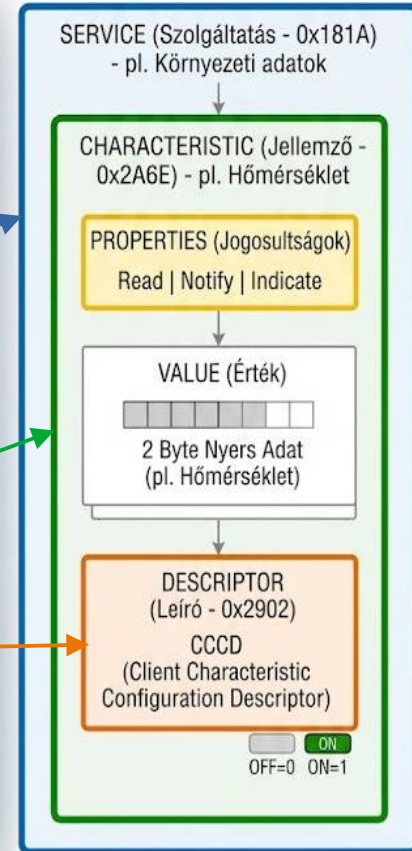 SERVICE (Szolgáltatás - 0x181A)
- pl. Környezeti adatok
CHARACTERISTIC (Jellemző -
0x2A6E) - pl. Hőmérséklet
PROPERTIES (Jogosultságok)
Read | Notify | Indicate
VALUE (Érték)
2 Byte Nyers Adat
(pl. Hőmérséklet)
DESCRIPTOR
(Leíró - 0x2902)
CCCD
(Client Characteristic
Configuration Descriptor)
ON
OFF=0 ON=1